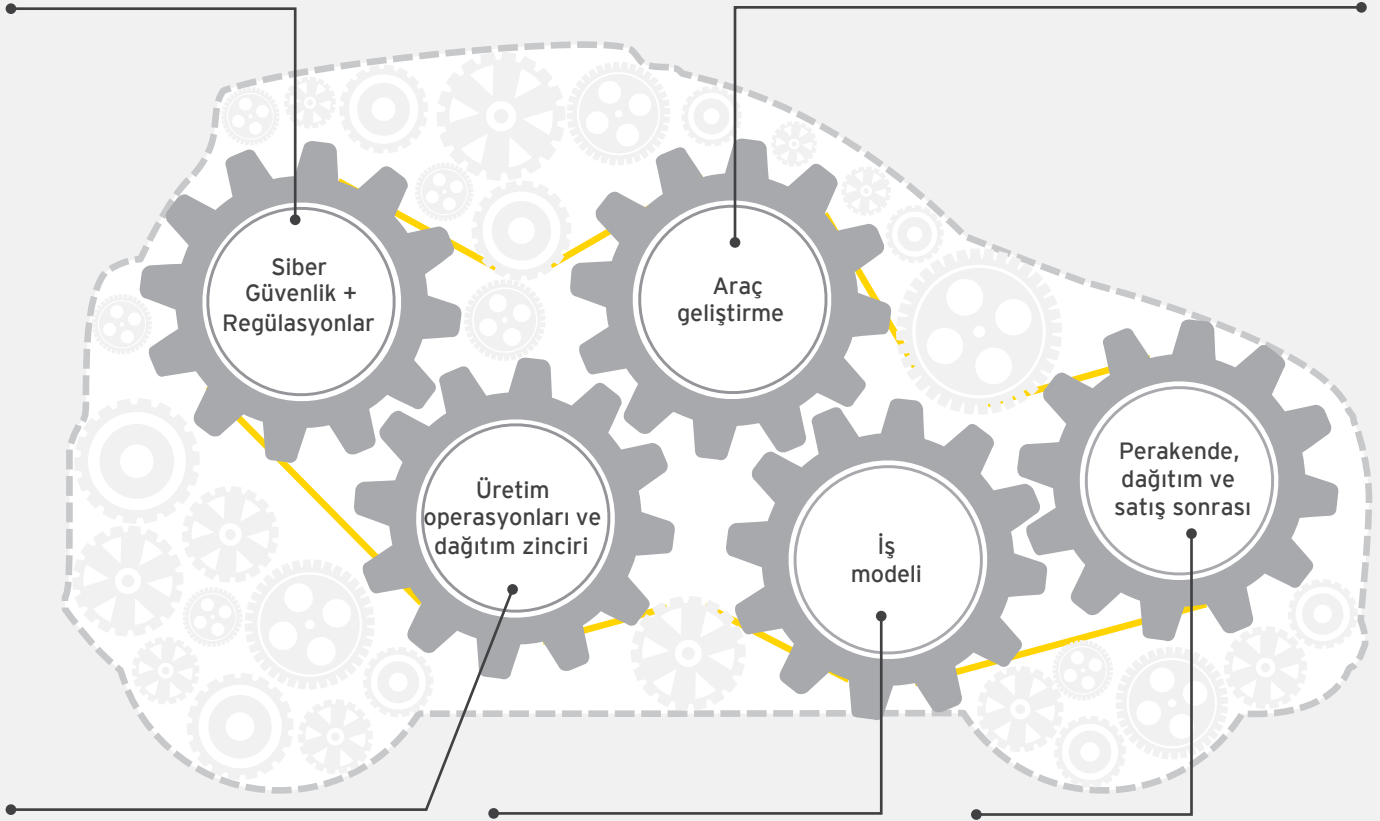 Siber
Güvenlik +
Regülasyonlar
Araç
geliştirme
Üretim
operasyonları ve
dağıtım zinciri
İş
modeli
Perakende,
dağıtım ve
satış sonrası